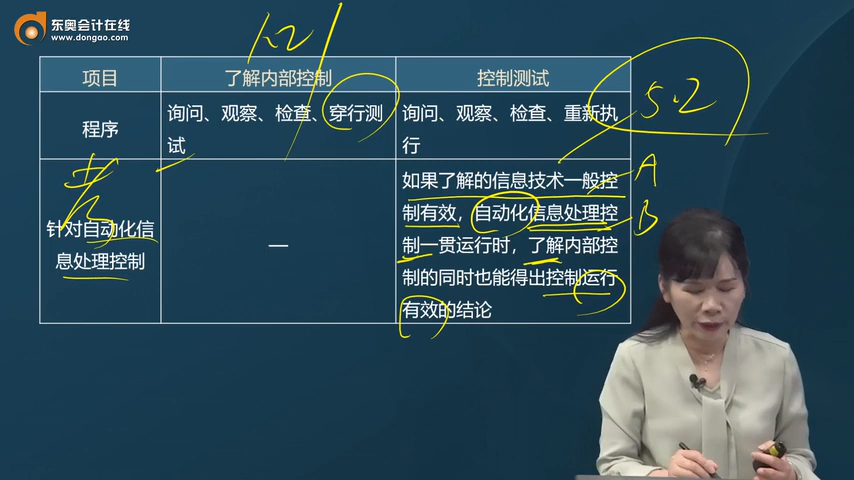 东奥会计在线
www.dongao.com
1.2
项目
了解内部控制
控制测试
程序
询问、观察、检查、穿行测
试
询问、观察、检查、重新执
行
5.2
考
针对自动化信
息处理控制
—
如果了解的信息技术一般控
制有效，自动化信息处理控
制一贯运行时，了解内部控
制的同时也能得出控制运行
有效的结论
A
B